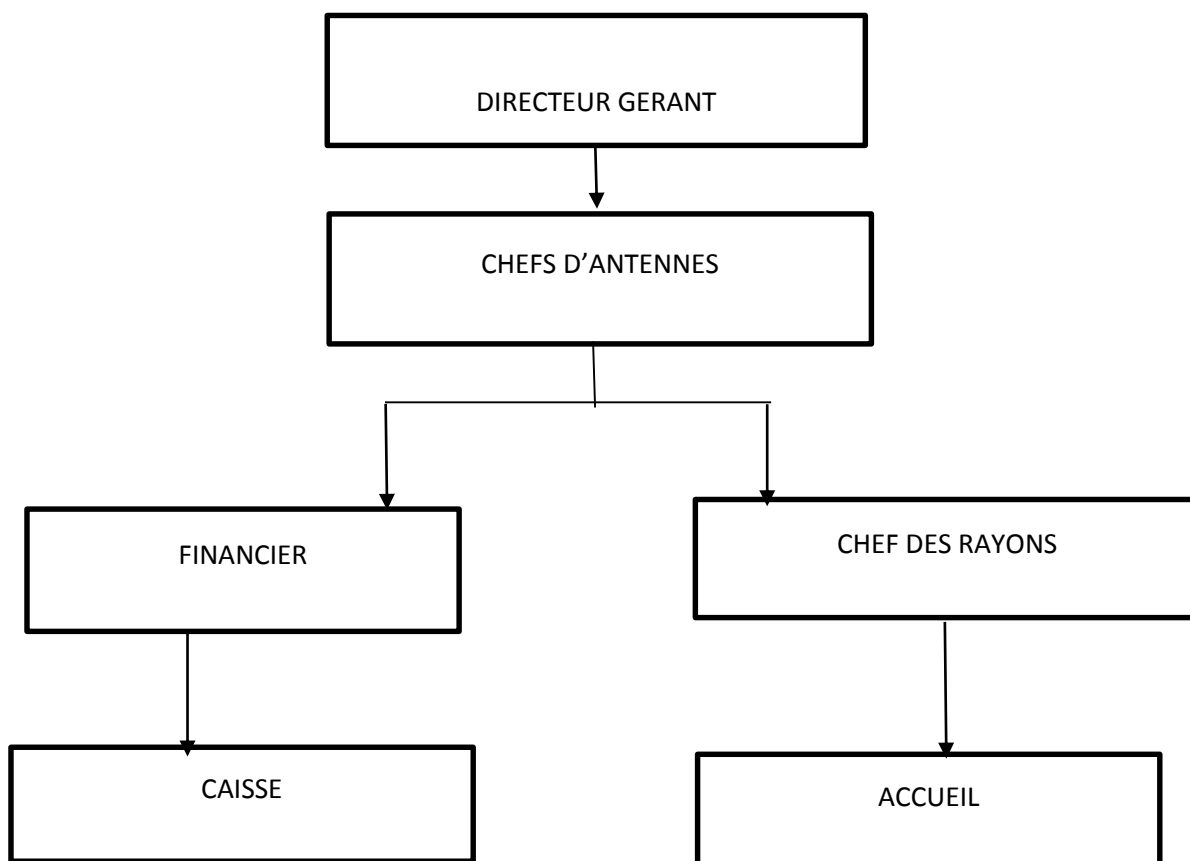 DIRECTEUR GERANT
CHEFS D’ANTENNES
FINANCIER
CHEF DES RAYONS
CAISSE
ACCUEIL